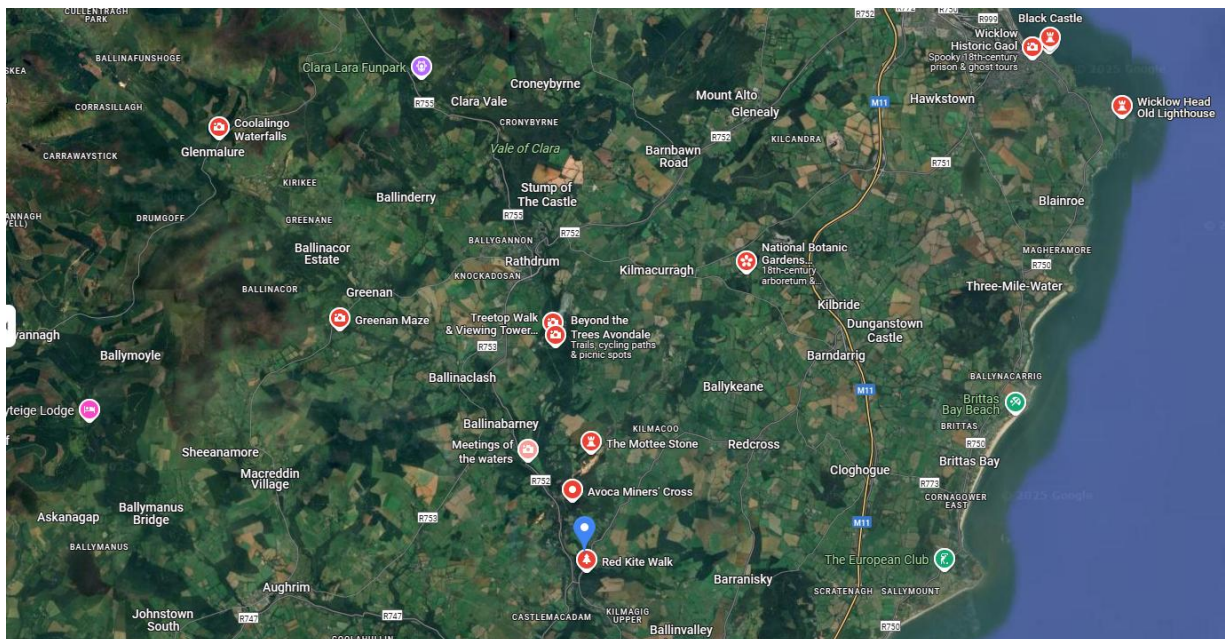 CULLENTRAGH
PARK
R752
R999
Black Castle
BALLINAFUNSHOGE
Clara Lara Funpark
Wicklow
Historic Gaol
Spooky 18th-century
prison & ghost tours
Croneybyrne
Mount Alto
Hawkstown
M11
CORRASILLAGH
R755
Clara Vale
Glenealy
Wicklow Head
Old Lighthouse
Coolalingo
Waterfalls
CRONYBYRNE
R752
KILCANDRA
Glenmalure
Vale of Clara
Barnbawn
Road
CARRAWAYSTICK
R751
KIRIKEE
Stump of
The Castle
Ballinderry
Blainroe
DRUMGOFF
GREENANE
R755
R752
BALLYGANNON
Ballinacor
Estate
National Botanic
Gardens...
18th-century
arboretum &...
MAGHERAMORE
Rathdrum
R750
KNOCKADOSAN
Kilmacurragh
BALLINACOR
Greenan
Three-Mile-Water
Kilbride
Greenan Maze
Treetop Walk
& Viewing Tower...
Beyond the
Trees Avondale
Trails, cycling paths
& picnic spots
Dunganstown
Castle
R753
Ballymoyle
Barndarrig
Ballinaclash
BALLYNACARRIG
Ballykeane
M11
Brittas
Bay Beach
yteige Lodge
BRITTAS
Ballinabarney
KILMACOO
R750
Meetings of
the waters
The Mottee Stone
Redcross
Sheeanamore
Brittas Bay
Macreddin
Village
R752
Cloghogue
R773
Avoca Miners' Cross
CORNAGOWER
EAST
© 2025 Google
Ballymanus
Bridge
Askanagap
R753
M11
BALLYMANUS
Red Kite Walk
The European Club
Barranisky
Aughrim
SCRATENAGH
SALLYMOUNT
Johnstown
South
R747
R747
CASTLEMACADAM
KILMAGIG
UPPER
R750
Ballinvalley